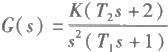 G(s) = K(T₂s + 2) / s²(T₁s + 1)